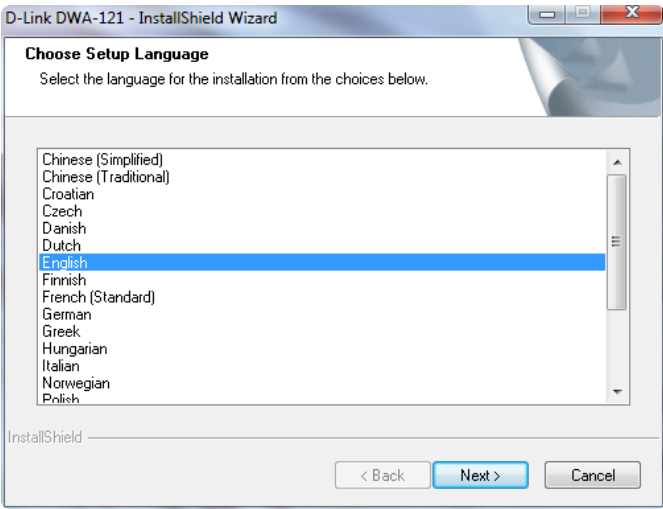 D-Link DWA-121 - InstallShield Wizard
Choose Setup Language
Select the language for the installation from the choices below.
Chinese (Simplified)
Chinese (Traditional)
Croatian
Czech
Danish
Dutch
English
Finnish
French (Standard)
German
Greek
Hungarian
Italian
Norwegian
Polish
InstallShield
< Back
Next >
Cancel